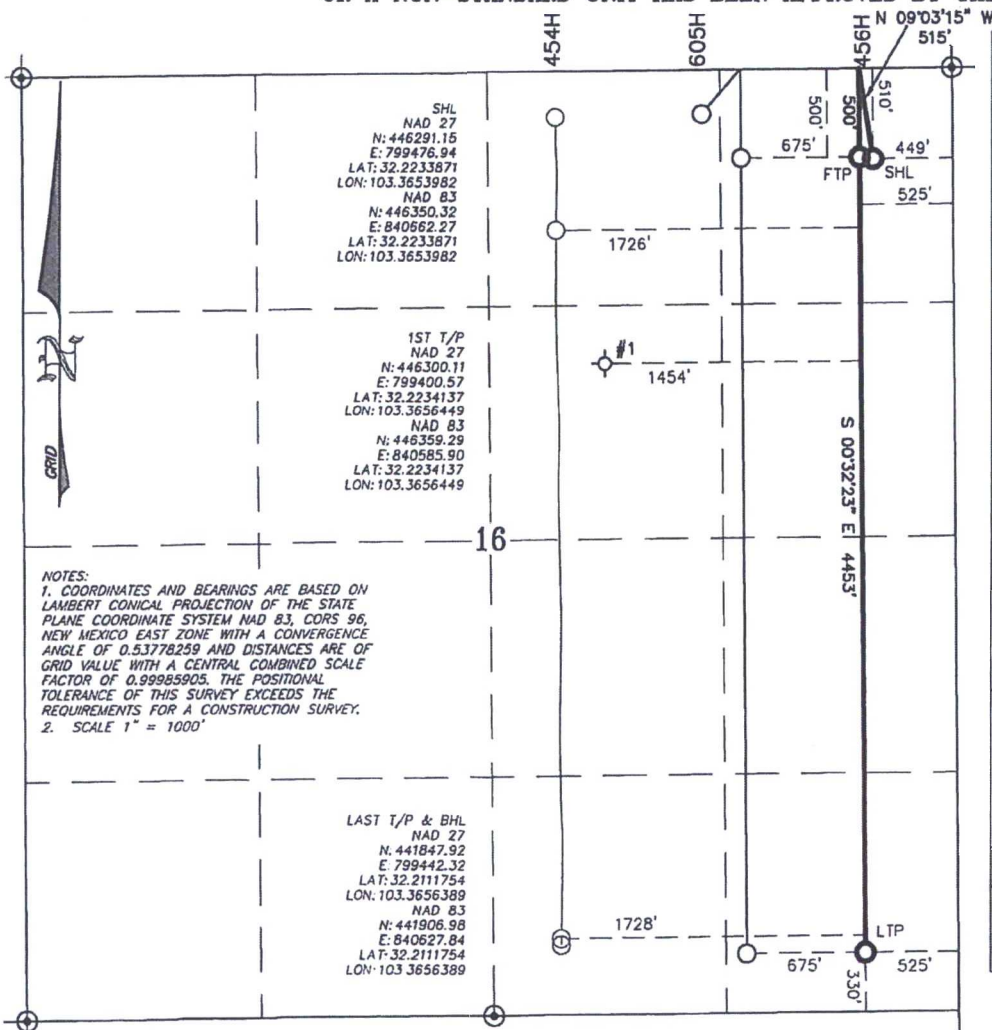 454H
605H
456H
N 09°03'15" W
515'
510'
500'
500'
675'
449'
FTP
SHL
525'
1726'
#1
1454'
S 00°32'23" E 4453'
16
1728'
LTP
675'
525'
330'
GRID
SHL
NAD 27
N: 446291.15
E: 799476.94
LAT: 32.2233871
LON: 103.3653982
NAD 83
N: 446350.32
E: 840662.27
LAT: 32.2233871
LON: 103.3653982
1ST T/P
NAD 27
N: 446300.11
E: 799400.57
LAT: 32.2234137
LON: 103.3656449
NAD 83
N: 446359.29
E: 840585.90
LAT: 32.2234137
LON: 103.3656449
NOTES:
1. COORDINATES AND BEARINGS ARE BASED ON
LAMBERT CONICAL PROJECTION OF THE STATE
PLANE COORDINATE SYSTEM NAD 83, CORS 96,
NEW MEXICO EAST ZONE WITH A CONVERGENCE
ANGLE OF 0.53778259 AND DISTANCES ARE OF
GRID VALUE WITH A CENTRAL COMBINED SCALE
FACTOR OF 0.99985905. THE POSITIONAL
TOLERANCE OF THIS SURVEY EXCEEDS THE
REQUIREMENTS FOR A CONSTRUCTION SURVEY.
2. SCALE 1" = 1000'
LAST T/P & BHL
NAD 27
N: 441847.92
E: 799442.32
LAT: 32.2111754
LON: 103.3656389
NAD 83
N: 441906.98
E: 840627.84
LAT: 32.2111754
LON: 103.3656389